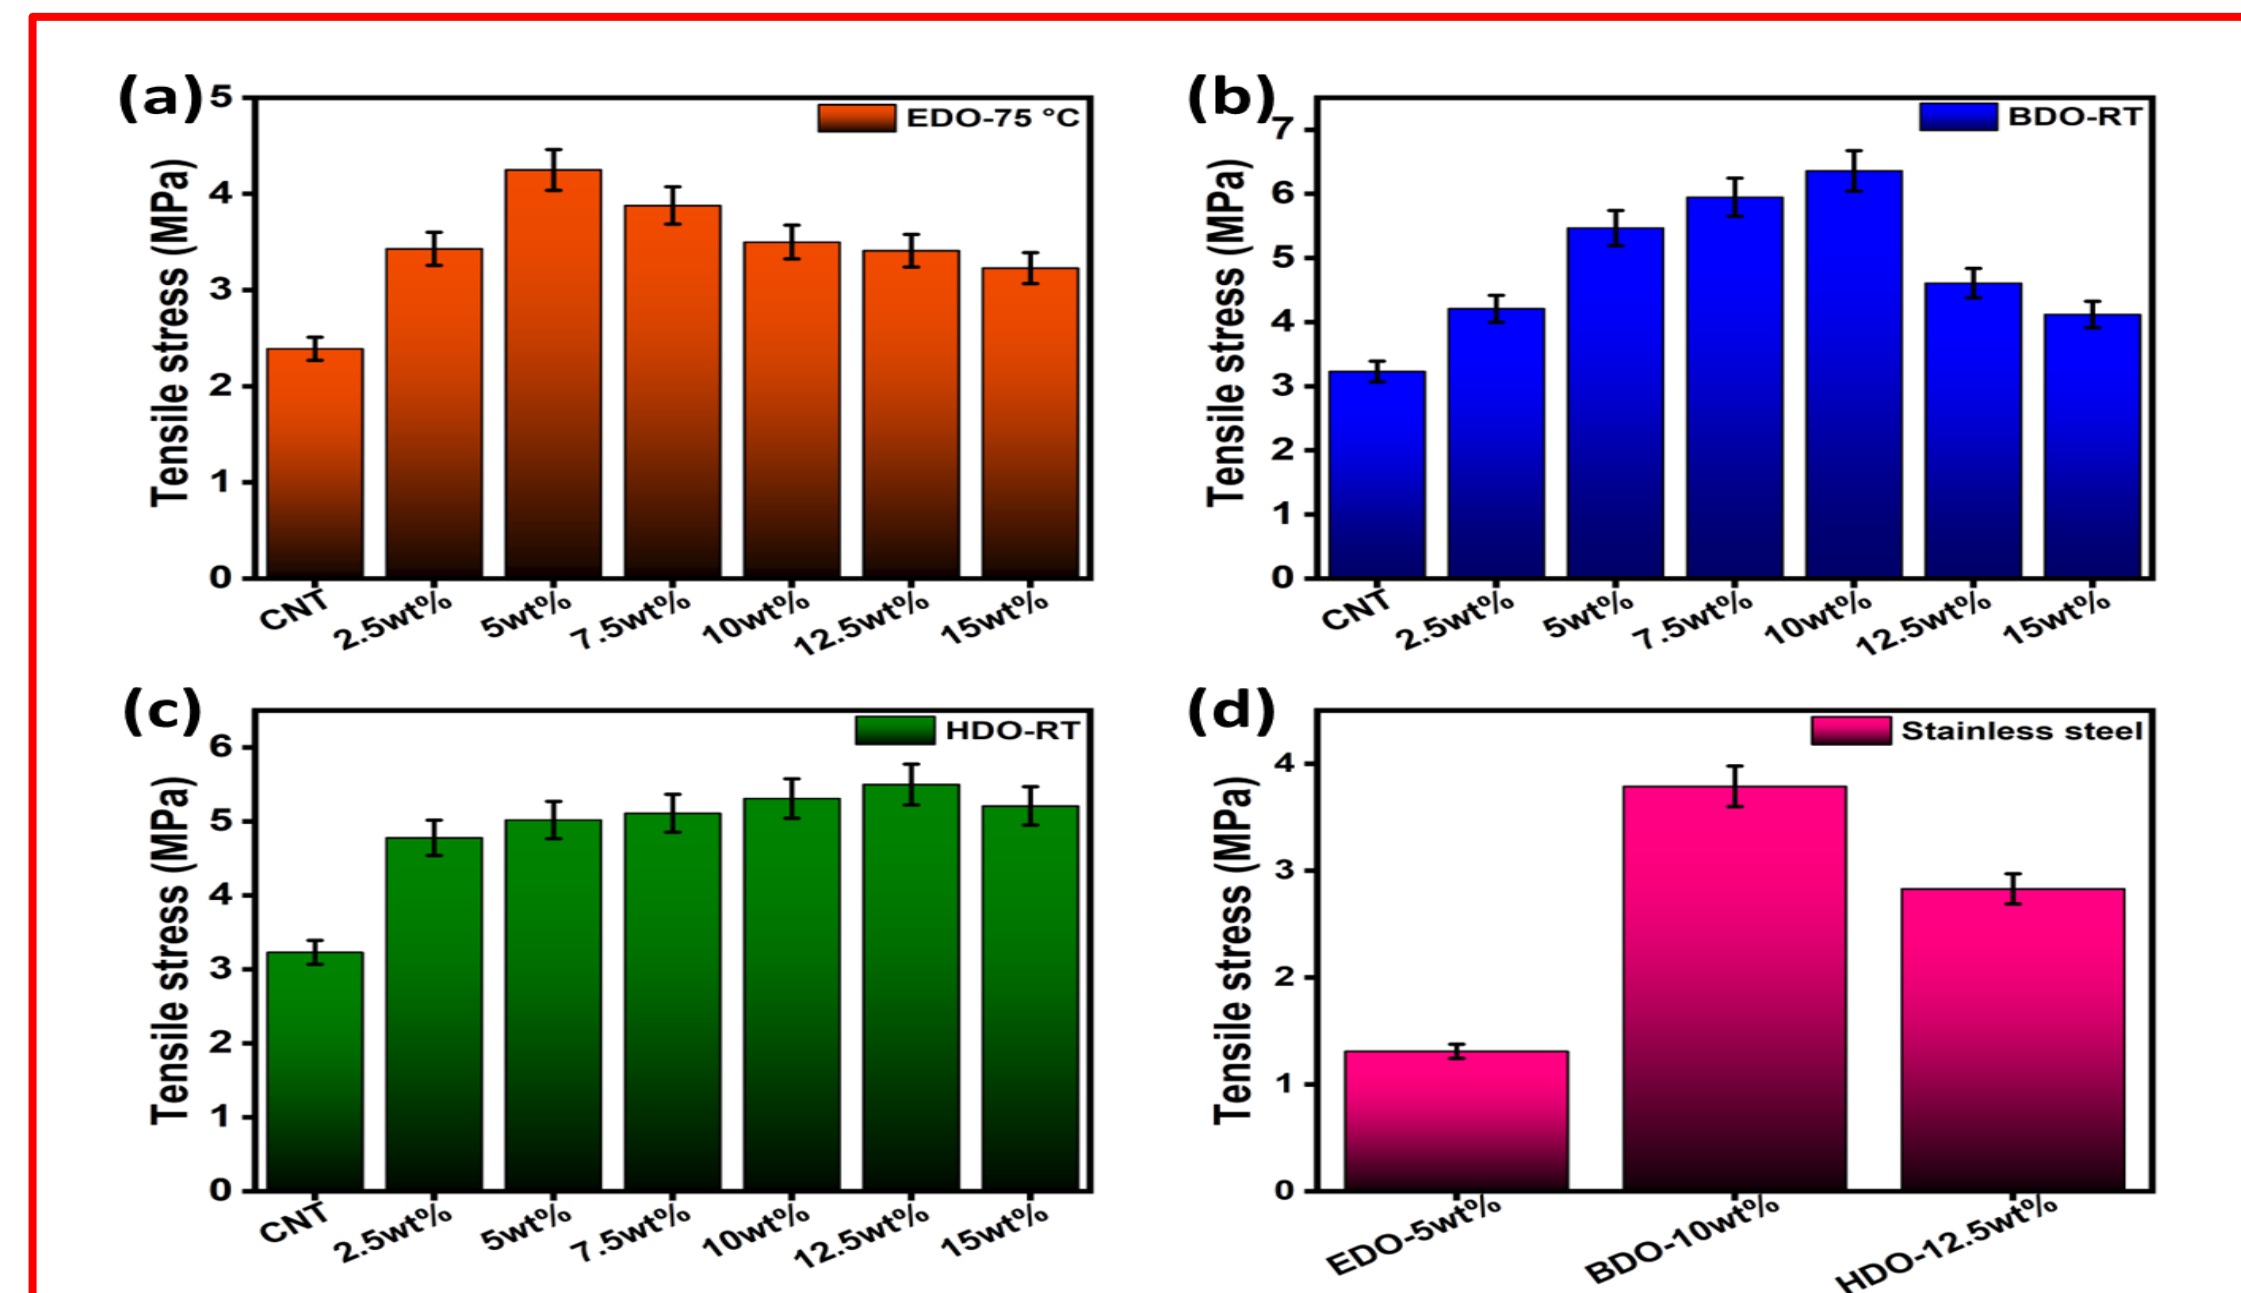 (a)
EDO-75 °C
Tensile stress (MPa)
5
4
3
2
1
0
CNT
2.5wt%
5wt%
7.5wt%
10wt%
12.5wt%
15wt%
(b)
BDO-RT
Tensile stress (MPa)
7
6
5
4
3
2
1
0
CNT
2.5wt%
5wt%
7.5wt%
10wt%
12.5wt%
15wt%
(c)
HDO-RT
Tensile stress (MPa)
6
5
4
3
2
1
0
CNT
2.5wt%
5wt%
7.5wt%
10wt%
12.5wt%
15wt%
(d)
Stainless steel
Tensile stress (MPa)
4
3
2
1
0
EDO-5wt%
BDO-10wt%
HDO-12.5wt%